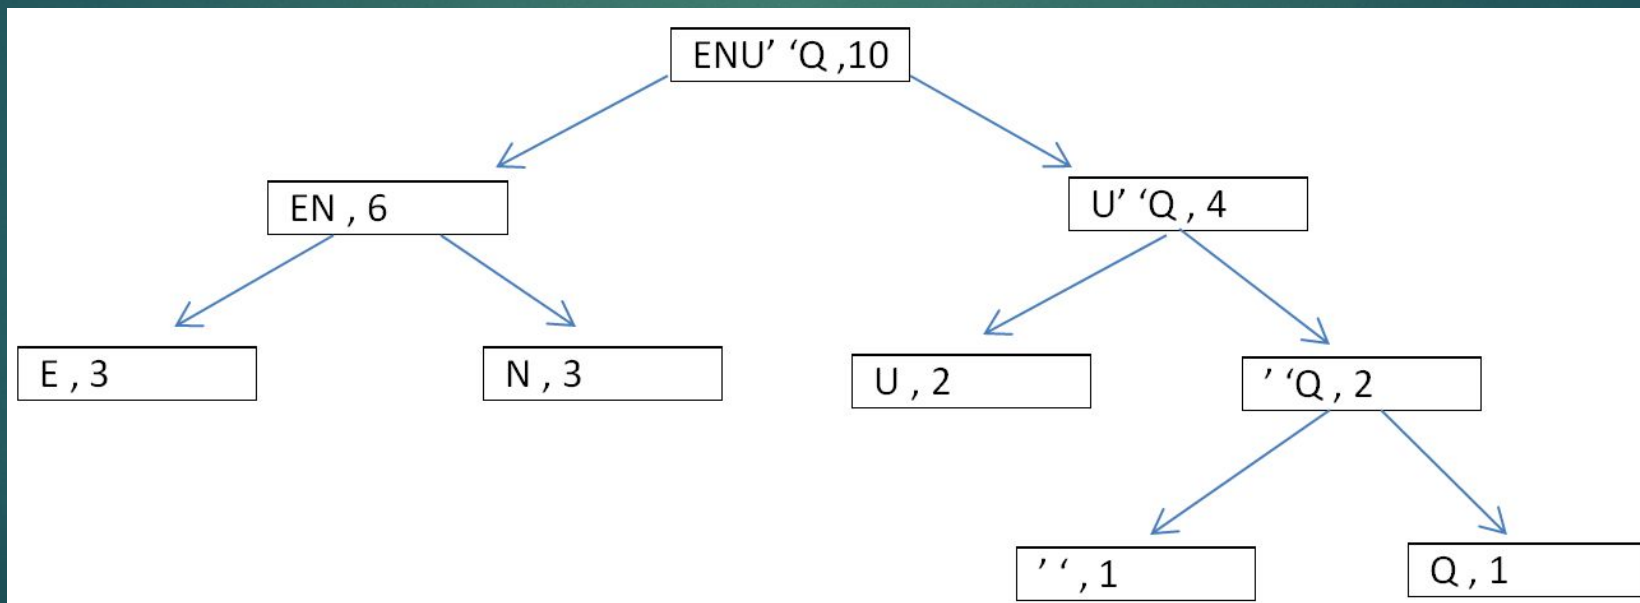 ENU’ ‘Q ,10
EN , 6
U’ ‘Q , 4
E , 3
N , 3
U , 2
’ ‘Q , 2
’ ‘ , 1
Q , 1